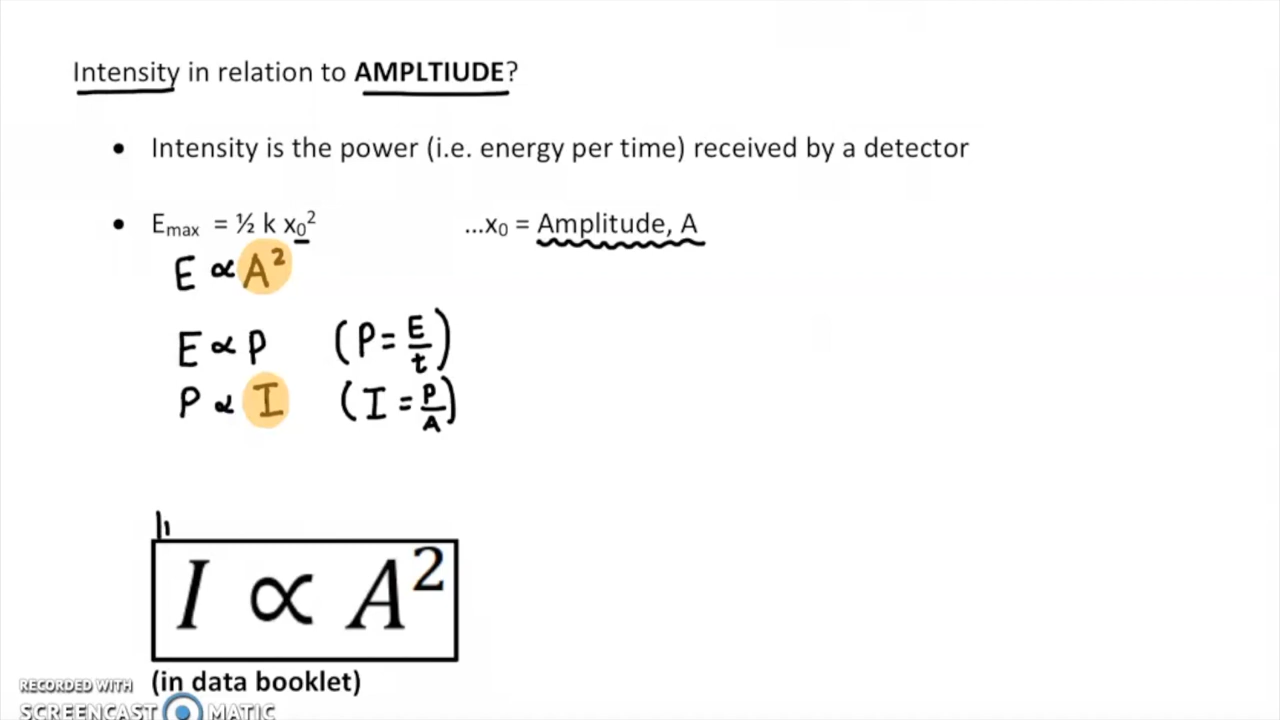 Intensity in relation to AMPLTIUDE?
• Intensity is the power (i.e. energy per time) received by a detector
• Emax = ½ k x₀² ...x₀ = Amplitude, A
E ∝ A²
E ∝ P (P = E/t)
P ∝ I (I = P/A)
I ∝ A²
(in data booklet)
RECORDED WITH
SCREENCAST MATIC